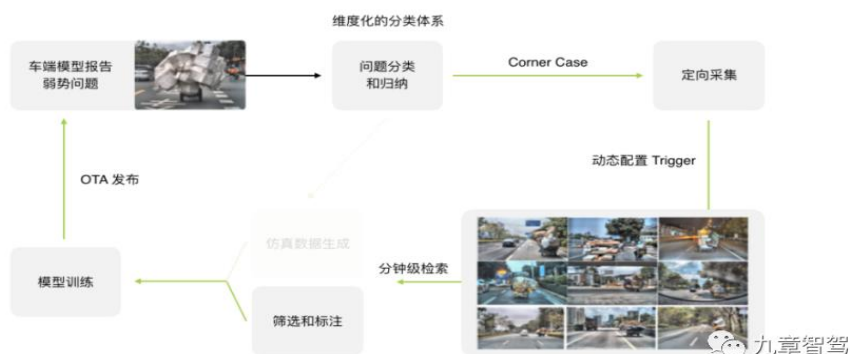 维度化的分类体系
车端模型报告
弱势问题
问题分类
和归纳
Corner Case
定向采集
动态配置 Trigger
OTA 发布
仿真数据生成
分钟级检索
模型训练
筛选和标注
九章智驾